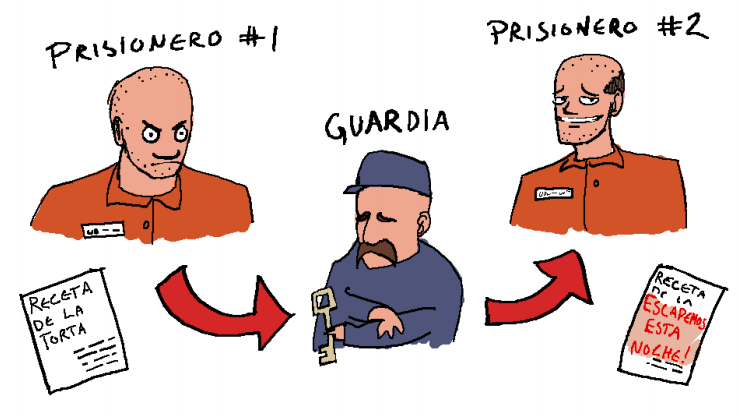 PRISIONERO #1
PRISIONERO #2
GUARDIA
RECETA
DE LA
TORTA
RECETA
DE LA
ESCAPEMOS
ESTA
NOCHE!